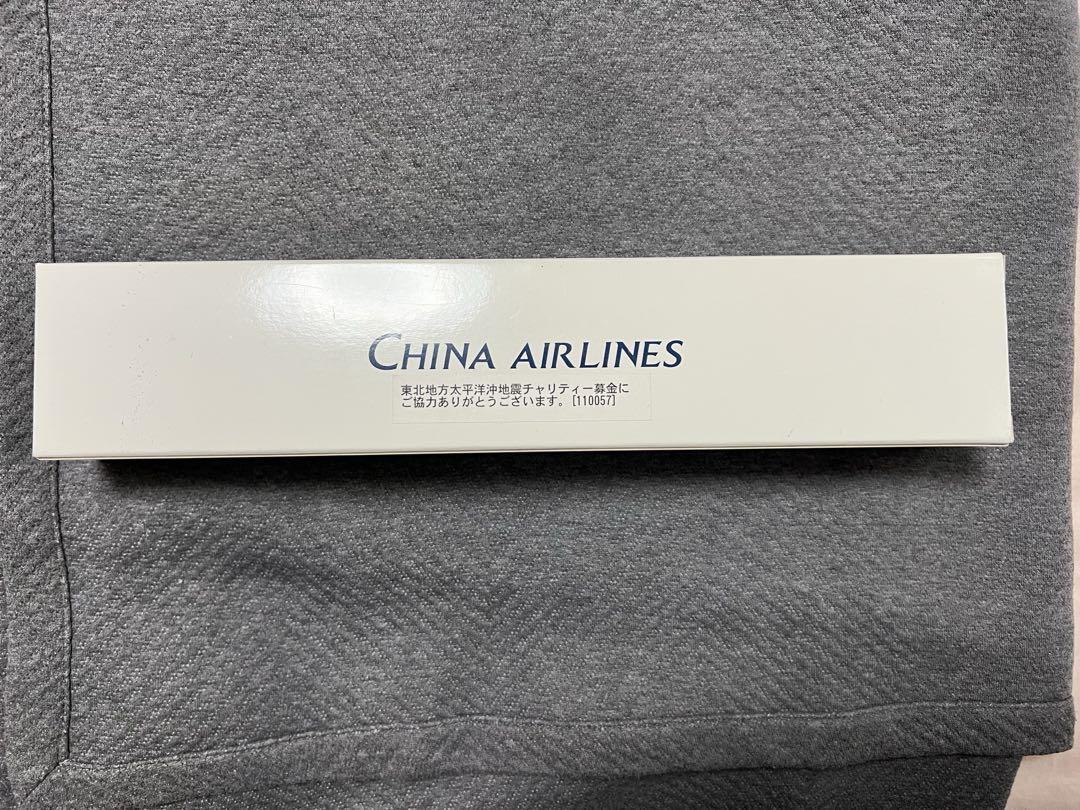 CHINA AIRLINES
東北地方太平洋沖地震チャリティー募金に
ご協力ありがとうございます。[110057]